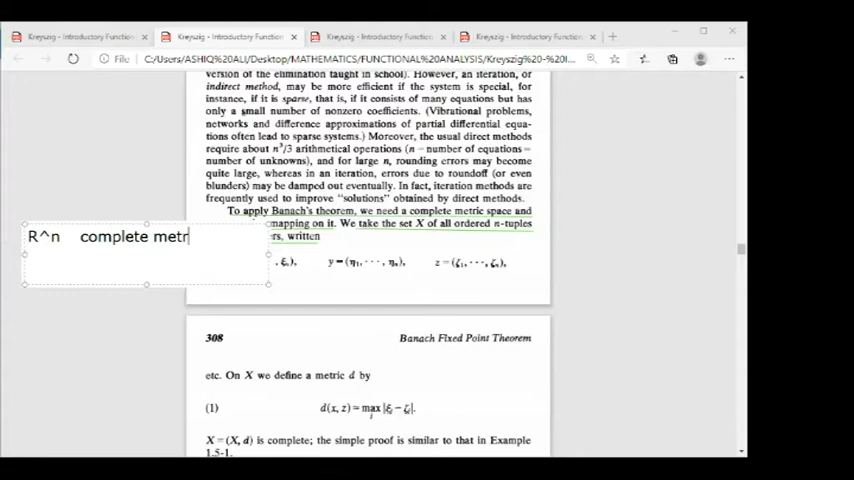 Kreyszig - Introductory Function × Kreyszig - Introductory Function × Kreyszig - Introductory Function × Kreyszig - Introductory Function × +
File C:/Users/ASHIQ%20ALI/Desktop/MATHEMATICS/FUNCTIONAL%20ANALYSIS/Kreyszig%20-%20I...
version of the elimination taught in school). However, an iteration, or
indirect method, may be more efficient if the system is special, for
instance, if it is sparse, that is, if it consists of many equations but has
only a small number of nonzero coefficients. (Vibrational problems,
networks and difference approximations of partial differential equa-
tions often lead to sparse systems.) Moreover, the usual direct methods
require about n³/3 arithmetical operations (n = number of equations =
number of unknowns), and for large n, rounding errors may become
quite large, whereas in an iteration, errors due to roundoff (or even
blunders) may be damped out eventually. In fact, iteration methods are
frequently used to improve "solutions" obtained by direct methods.
To apply Banach's theorem, we need a complete metric space and
mapping on it. We take the set X of all ordered n-tuples
R^n complete metr
ers, written
, ξₙ), y = (η₁, · · · , ηₙ), z = (ζ₁, · · · , ζₙ),
308 Banach Fixed Point Theorem
etc. On X we define a metric d by
(1) d(x, z) = max |ξⱼ − ζⱼ|.
j
X = (X, d) is complete; the simple proof is similar to that in Example
1.5-1.